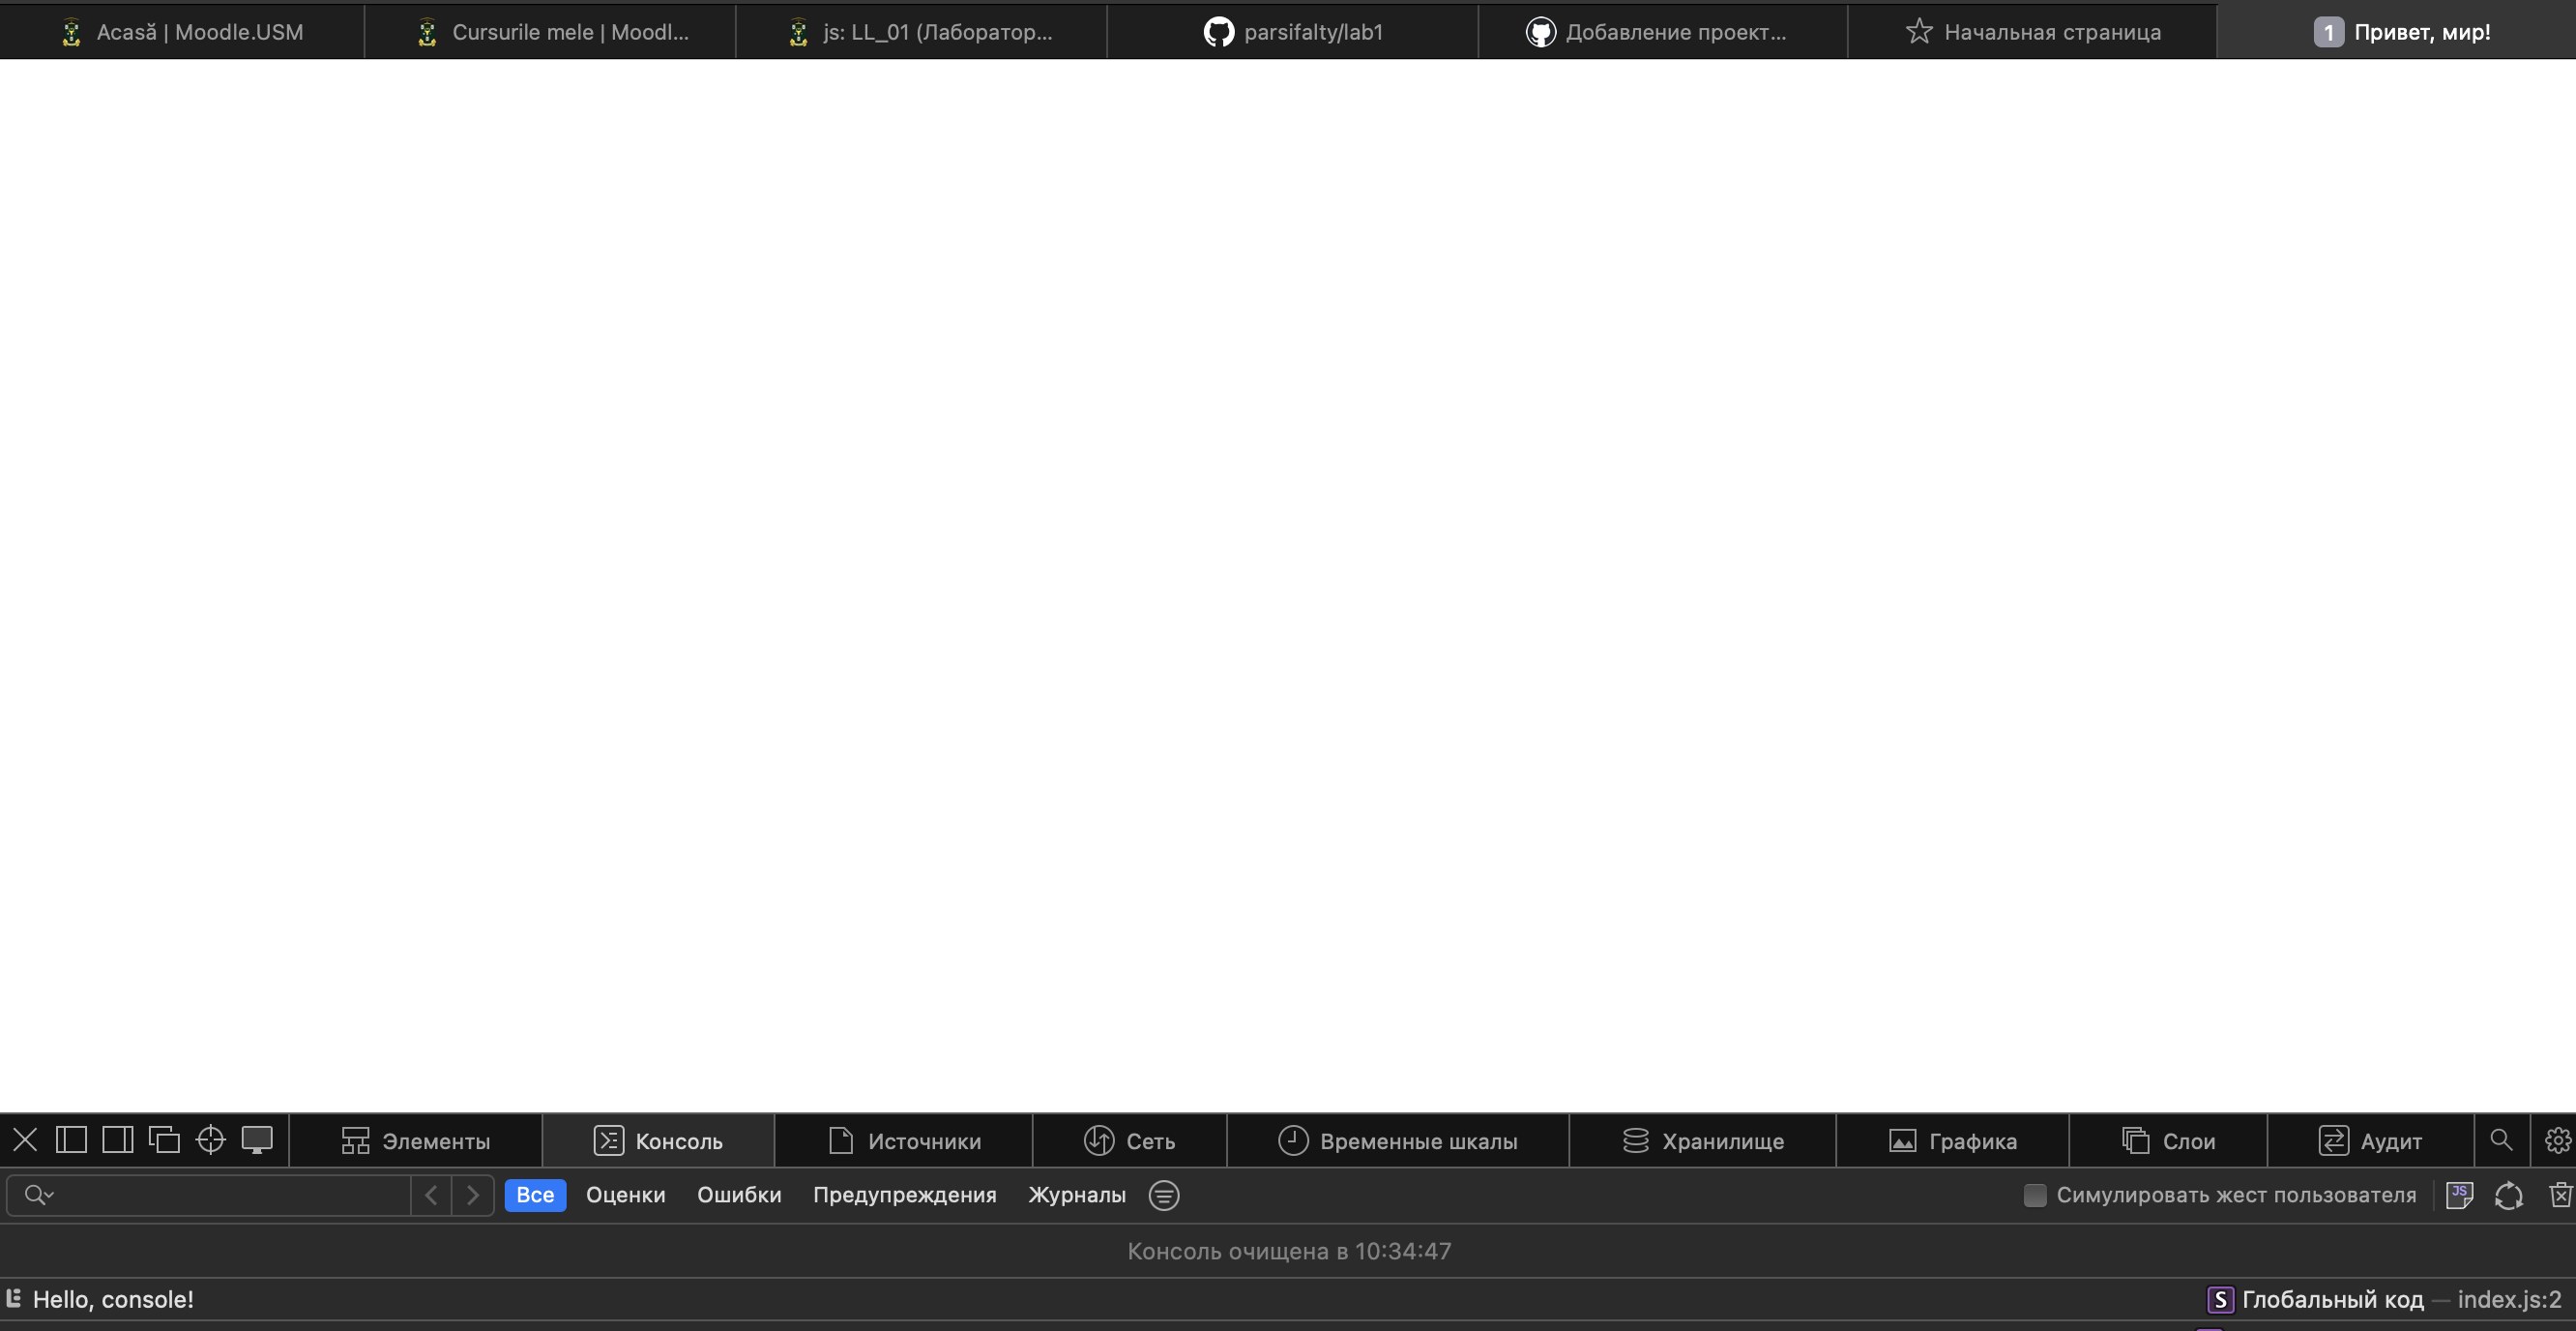 Acasă | Moodle.USM
Cursurile mele | Moodl...
js: LL_01 (Лаборатор...
parsifalty/lab1
Добавление проект...
Начальная страница
1 Привет, мир!
Элементы
Консоль
Источники
Сеть
Временные шкалы
Хранилище
Графика
Слои
Аудит
Все Оценки Ошибки Предупреждения Журналы
Симулировать жест пользователя
JS
Консоль очищена в 10:34:47
Hello, console!
S Глобальный код — index.js:2